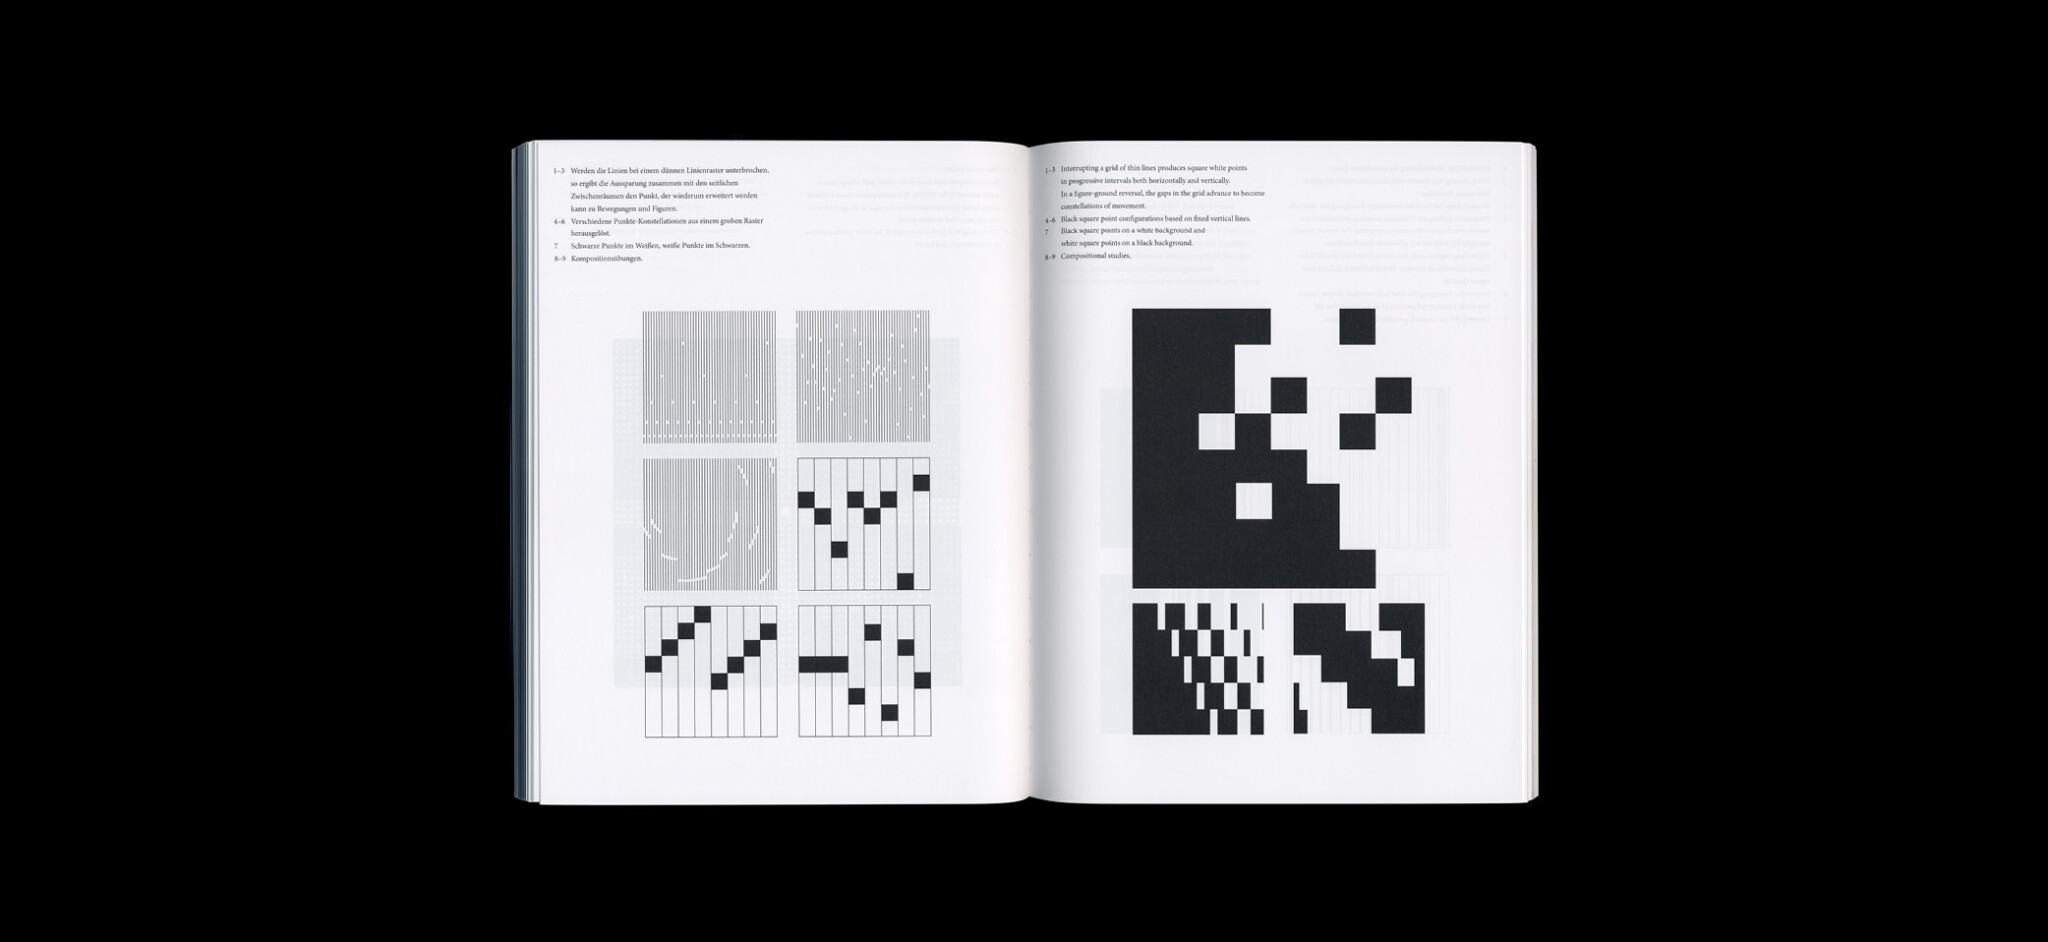 1–3 Werden die Linien bei einem dünnen Linienraster unterbrochen,
so ergibt die Aussparung zusammen mit den seitlichen
Zwischenräumen den Punkt, der wiederum erweitert werden
kann zu Bewegungen und Figuren.
4–6 Verschiedene Punkte-Konstellationen aus einem groben Raster
herausgelöst.
7 Schwarze Punkte im Weißen, weiße Punkte im Schwarzen.
8–9 Kompositionsübungen.
1–3 Interrupting a grid of thin lines produces square white points
in progressive intervals both horizontally and vertically.
In a figure-ground reversal, the gaps in the grid advance to become
constellations of movement.
4–6 Black square point configurations based on fixed vertical lines.
7 Black square points on a white background and
white square points on a black background.
8–9 Compositional studies.